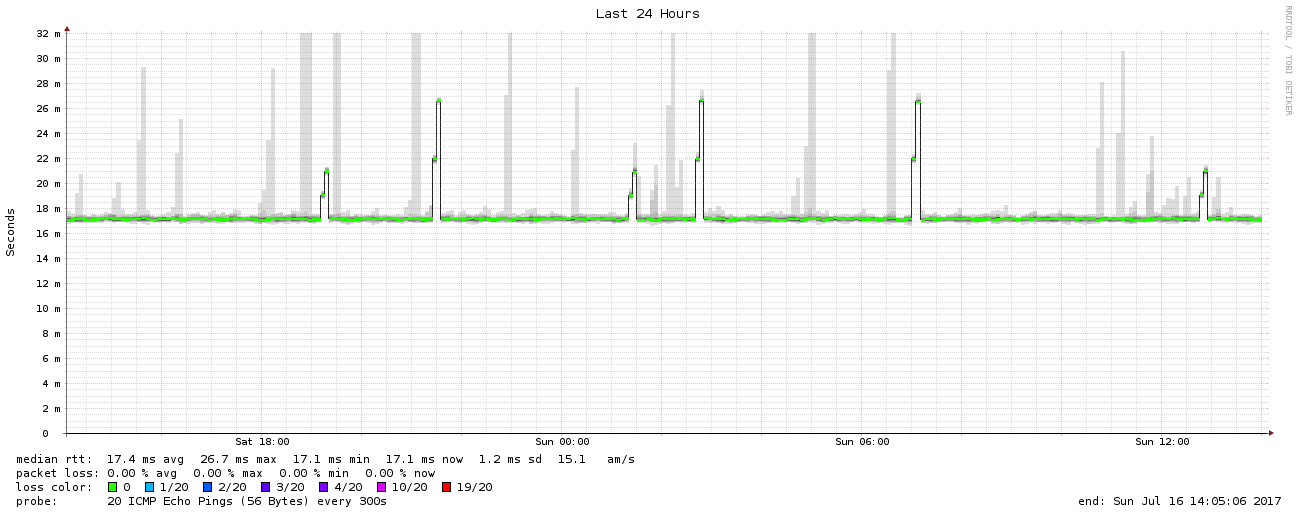 Last 24 Hours
RRDTOOL / TOBI OETIKER
Seconds
32 m
30 m
28 m
26 m
24 m
22 m
20 m
18 m
16 m
14 m
12 m
10 m
8 m
6 m
4 m
2 m
0
Sat 18:00 Sun 00:00 Sun 06:00 Sun 12:00
median rtt: 17.4 ms avg 26.7 ms max 17.1 ms min 17.1 ms now 1.2 ms sd 15.1 am/s
packet loss: 0.00 % avg 0.00 % max 0.00 % min 0.00 % now
loss color: 0 1/20 2/20 3/20 4/20 10/20 19/20
probe: 20 ICMP Echo Pings (56 Bytes) every 300s end: Sun Jul 16 14:05:06 2017